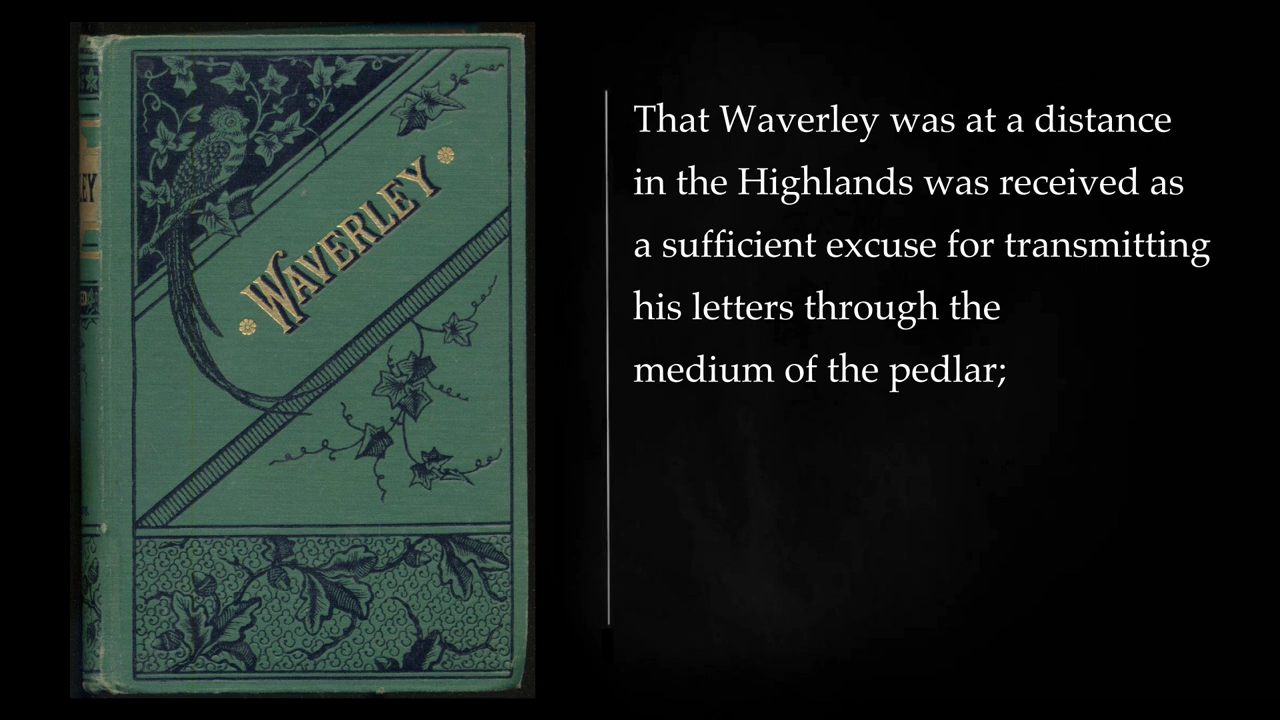 WAVERLEY
LEY
That Waverley was at a distance
in the Highlands was received as
a sufficient excuse for transmitting
his letters through the
medium of the pedlar;